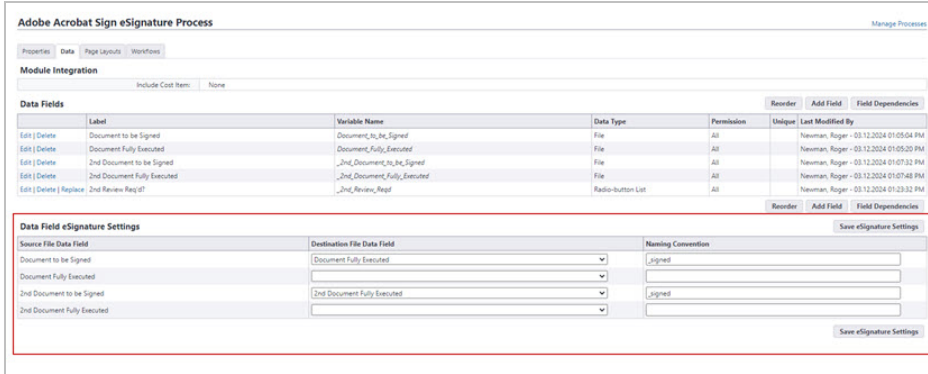 Adobe Acrobat Sign eSignature Process
Manage Processes
Properties Data Page Layouts Workflows
Module Integration
Include Cost Item: None
Data Fields Reorder Add Field Field Dependencies
Label Variable Name Data Type Permission Unique Last Modified By
Edit | Delete Document to be Signed Document_to_be_Signed File All Newman, Roger - 03.12.2024 01:05:04 PM
Edit | Delete Document Fully Executed Document_Fully_Executed File All Newman, Roger - 03.12.2024 01:05:20 PM
Edit | Delete 2nd Document to be Signed _2nd_Document_to_be_Signed File All Newman, Roger - 03.12.2024 01:07:32 PM
Edit | Delete 2nd Document Fully Executed _2nd_Document_Fully_Executed File All Newman, Roger - 03.12.2024 01:07:48 PM
Edit | Delete | Replace 2nd Review Req'd? _2nd_Review_Reqd Radio-button List All Newman, Roger - 03.12.2024 01:23:32 PM
Reorder Add Field Field Dependencies
Data Field eSignature Settings Save eSignature Settings
Source File Data Field Destination File Data Field Naming Convention
Document to be Signed Document Fully Executed _signed
Document Fully Executed
2nd Document to be Signed 2nd Document Fully Executed _signed
2nd Document Fully Executed
Save eSignature Settings